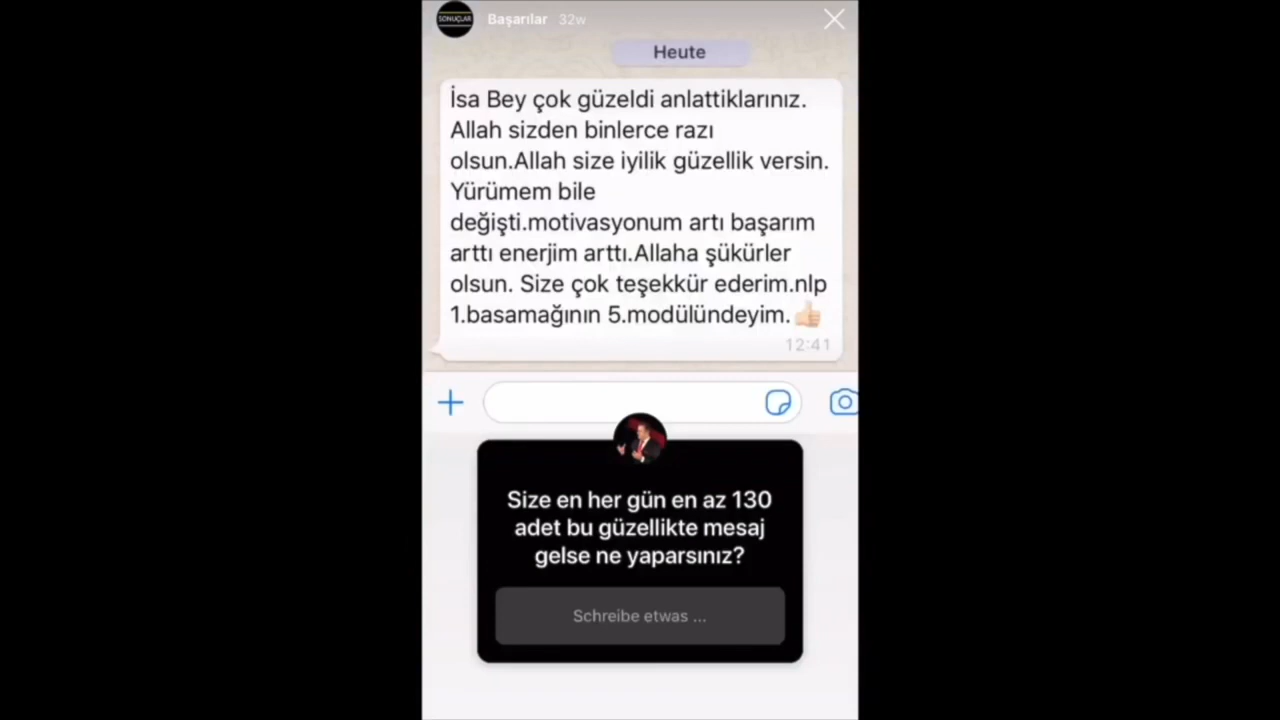 SONUÇLAR
Başarılar 32w
Heute
İsa Bey çok güzeldi anlattiklarınız.
Allah sizden binlerce razı
olsun.Allah size iyilik güzellik versin.
Yürümem bile
değişti.motivasyonum artı başarım
arttı enerjim arttı.Allaha şükürler
olsun. Size çok teşekkür ederim.nlp
1.basamağının 5.modülündeyim.👍🏻
12:41
Size en her gün en az 130
adet bu güzellikte mesaj
gelse ne yaparsınız?
Schreibe etwas ...